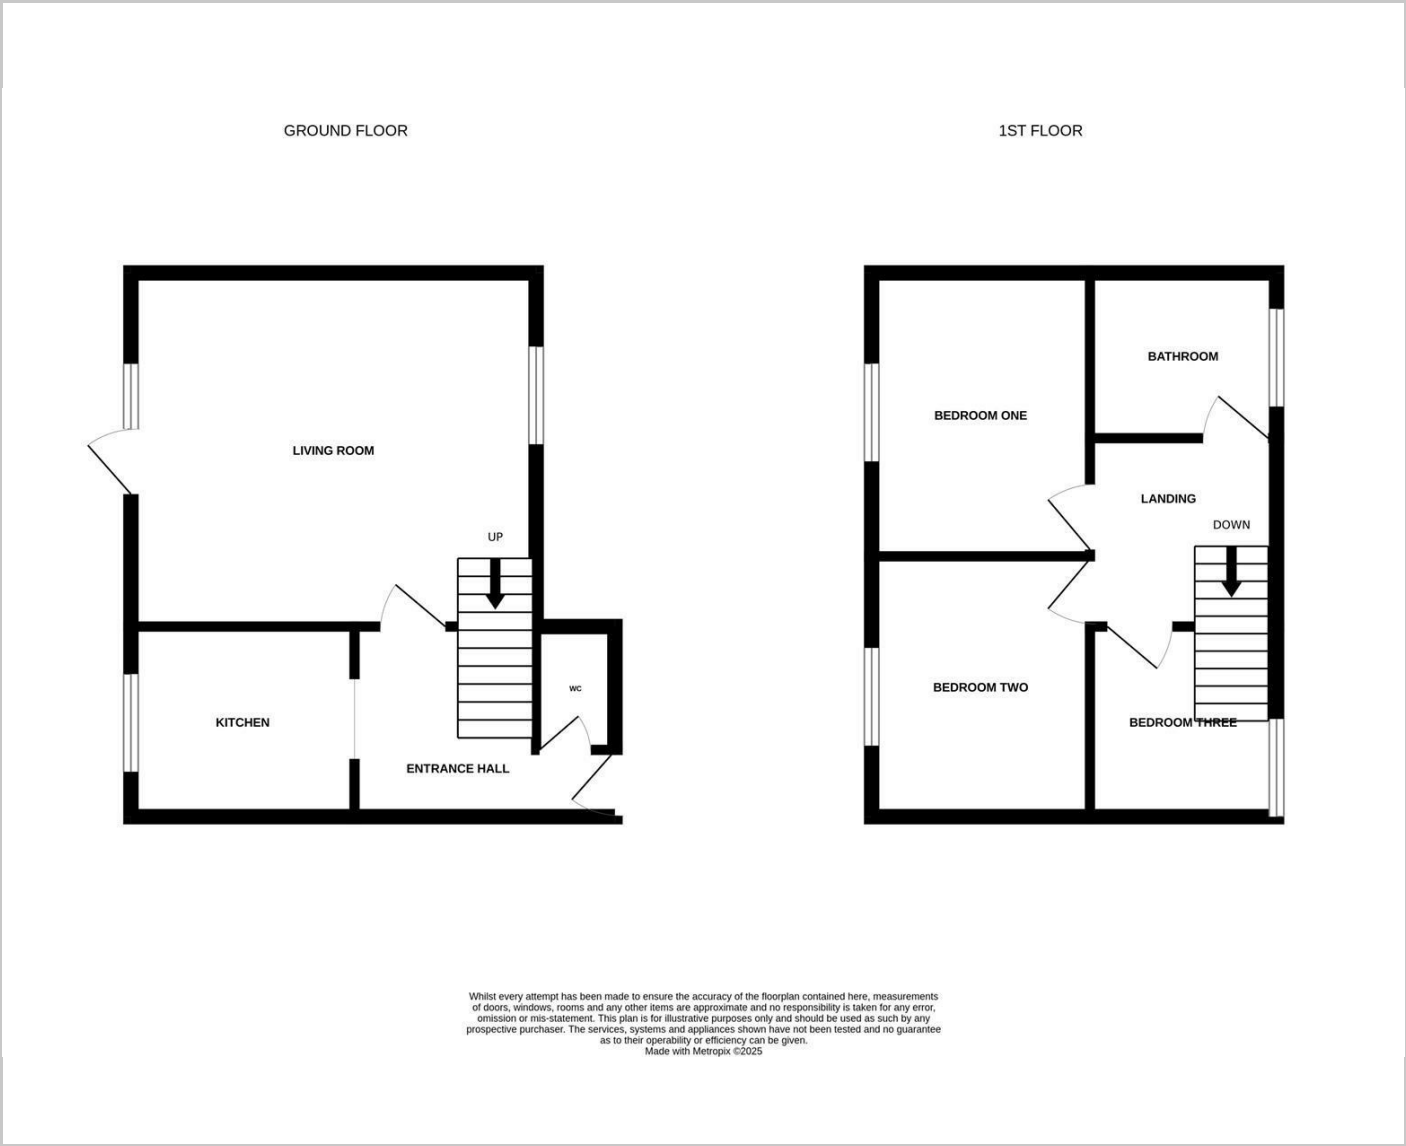 GROUND FLOOR
LIVING ROOM
UP
KITCHEN
WC
ENTRANCE HALL
1ST FLOOR
BATHROOM
BEDROOM ONE
LANDING
DOWN
BEDROOM TWO
BEDROOM THREE
Whilst every attempt has been made to ensure the accuracy of the floorplan contained here, measurements
of doors, windows, rooms and any other items are approximate and no responsibility is taken for any error,
omission or mis-statement. This plan is for illustrative purposes only and should be used as such by any
prospective purchaser. The services, systems and appliances shown have not been tested and no guarantee
as to their operability or efficiency can be given.
Made with Metropix ©2025